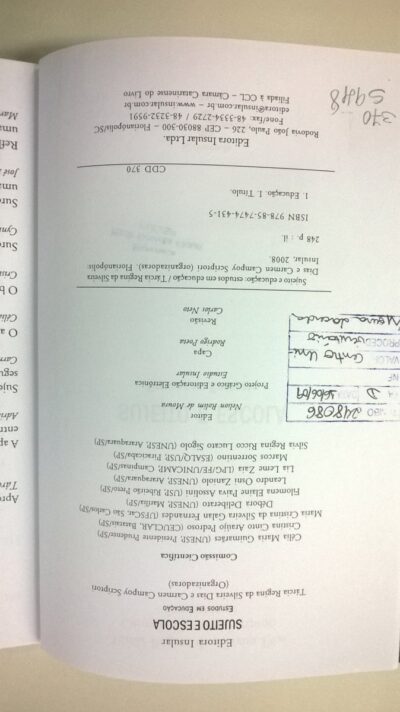 Editora Insular
SUJEITO E ESCOLA
ESTUDOS EM EDUCAÇÃO
Tárcia Regina da Silveira Dias e Carmen Campoy Scriptori
(Organizadoras)
Comissão Científica
Célia Maria Guimarães (UNESP, Presidente Prudente/SP)
Cristina Cinto Araújo Pedroso (CEUCLAR, Batatais/SP)
Maria Cristina da Silveira Galan Fernandes (UFSCar, São Carlos/SP)
Débora Deliberato (Marília/SP)
Filomena Elaine Paiva Assolini (USP, Ribeirão Preto/SP)
Leandro Osni Zaniolo (UNESP, Araraquara/SP)
Lia Leme Zaia (LPG/FE/UNICAMP, Campinas/SP)
Marcos Sorrentino (ESALQ/USP, Piracicaba/SP)
Silvia Regina Ricco Lucato Sigolo (UNESP, Araraquara/SP)
Editor
Nelson Rolim de Moura
Projeto Gráfico e Editoração Eletrônica
Estúdio Insular
Capa
Rodrigo Poeta
Revisão
Carlos Neto
Sujeito e educação: estudos em educação / Tárcia Regina da Silveira
Dias e Carmen Campoy Scriptori (organizadoras). Florianópolis:
Insular, 2008.
248 p. : il.
ISBN 978-85-7474-431-5
1. Educação. I. Título.
CDD 370
Editora Insular Ltda.
Rodovia João Paulo, 226 – CEP 88030-300 – Florianópolis/SC
Fone/fax: 48-3334-2729 / 48-3232-9591
editora@insular.com.br – www.insular.com.br
Filiada à CCL – Câmara Catarinense do Livro
370
S948
248086
D
Centro Uni-